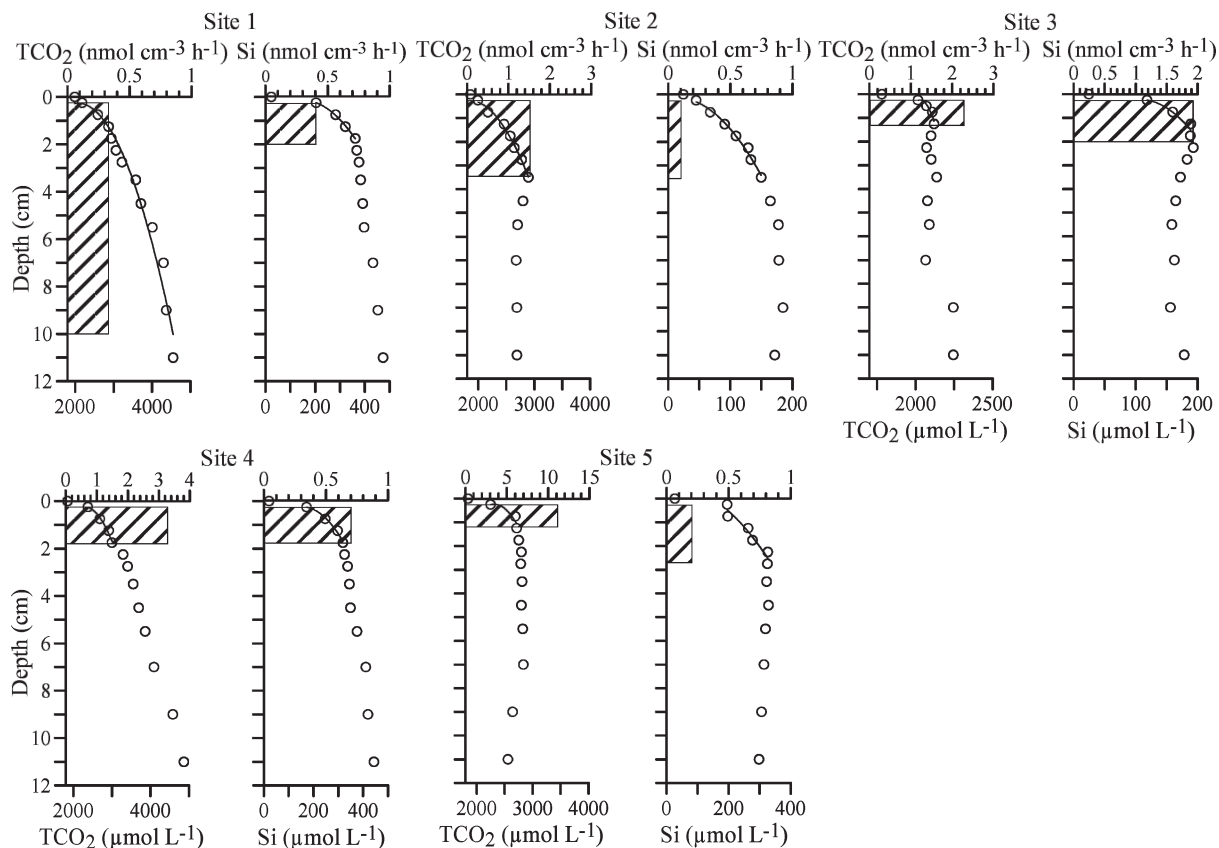 Site 1 Site 2 Site 3
TCO2 (nmol cm-3 h-1) Si (nmol cm-3 h-1) TCO2 (nmol cm-3 h-1) Si (nmol cm-3 h-1) TCO2 (nmol cm-3 h-1) Si (nmol cm-3 h-1)
0 0.5 1 0 0.5 1 0 1 2 3 0 0.5 1 0 1 2 3 0 0.5 1 1.5 2
0
2
4
6
8
10
12
Depth (cm)
2000 4000 0 200 400 2000 3000 4000 0 100 200 2000 2500 0 100 200
TCO2 (µmol L-1) Si (µmol L-1)
Site 4 Site 5
0 1 2 3 4 0 0.5 1 0 5 10 15 0 0.5 1
0
2
4
6
8
10
12
Depth (cm)
2000 4000 0 200 400 600 2000 3000 4000 0 200 400
TCO2 (µmol L-1) Si (µmol L-1) TCO2 (µmol L-1) Si (µmol L-1)